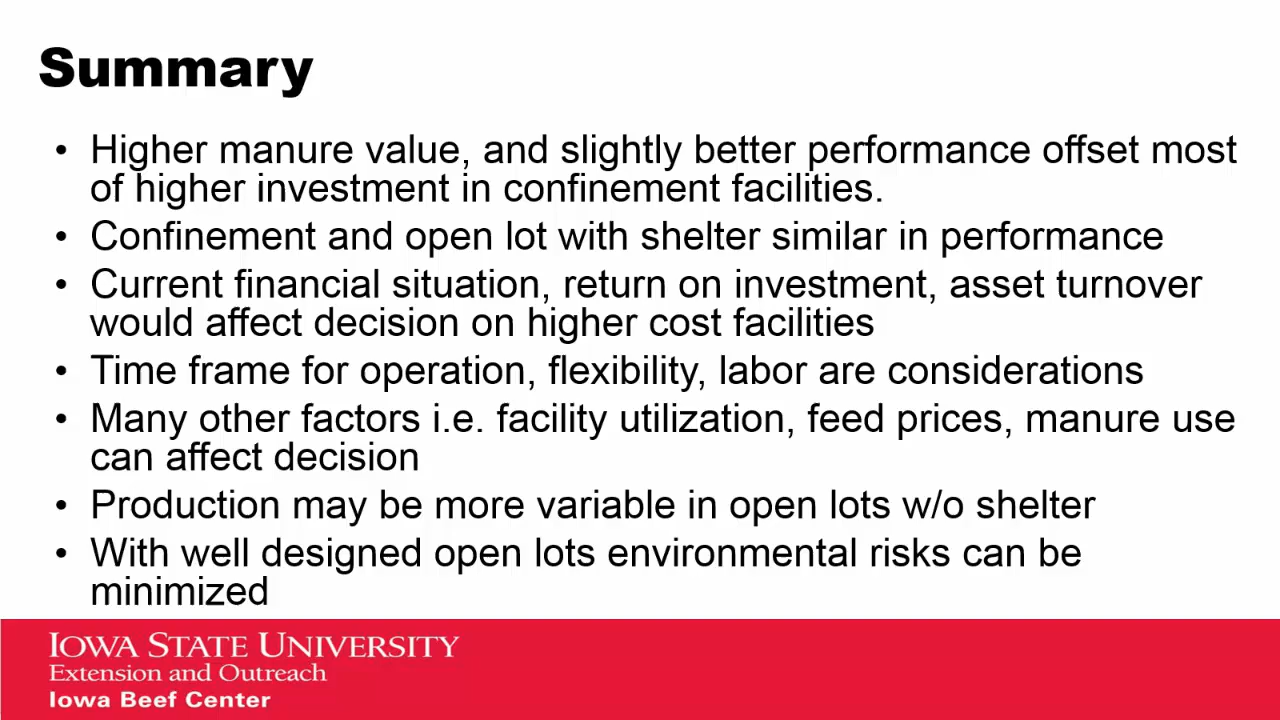 Summary
• Higher manure value, and slightly better performance offset most
of higher investment in confinement facilities.
• Confinement and open lot with shelter similar in performance
• Current financial situation, return on investment, asset turnover
would affect decision on higher cost facilities
• Time frame for operation, flexibility, labor are considerations
• Many other factors i.e. facility utilization, feed prices, manure use
can affect decision
• Production may be more variable in open lots w/o shelter
• With well designed open lots environmental risks can be
minimized
IOWA STATE UNIVERSITY
Extension and Outreach
Iowa Beef Center